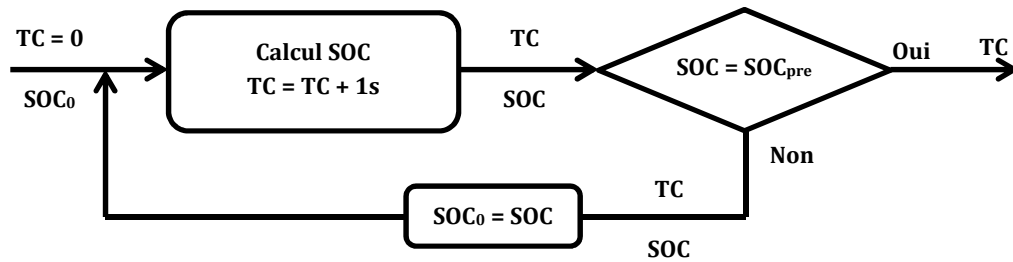 TC = 0
SOC₀
Calcul SOC
TC = TC + 1s
TC
SOC
SOC = SOCpre
Oui
TC
Non
TC
SOC
SOC₀ = SOC